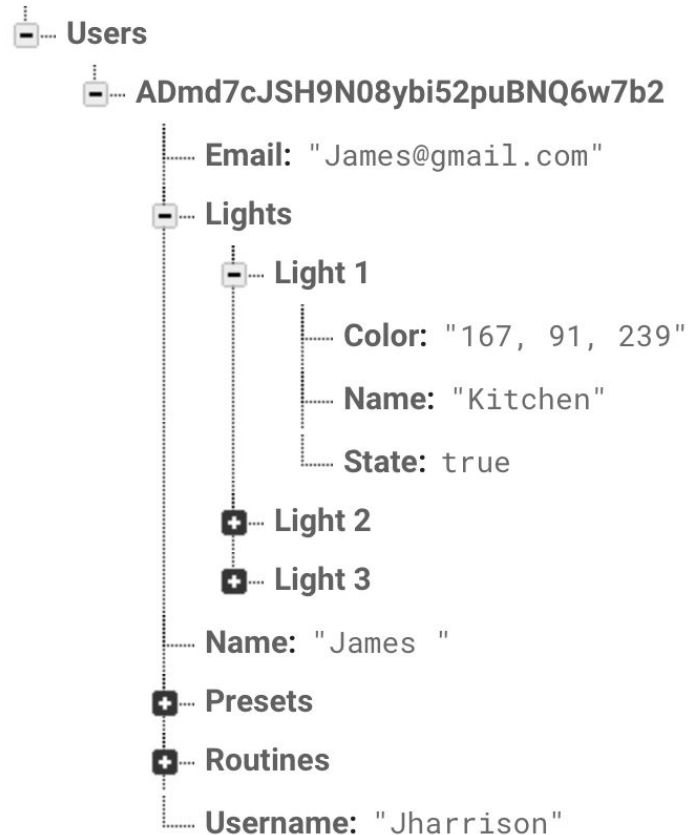 Users
ADmd7cJSH9N08ybi52puBNQ6w7b2
Email: "James@gmail.com"
Lights
Light 1
Color: "167, 91, 239"
Name: "Kitchen"
State: true
Light 2
Light 3
Name: "James "
Presets
Routines
Username: "Jharrison"